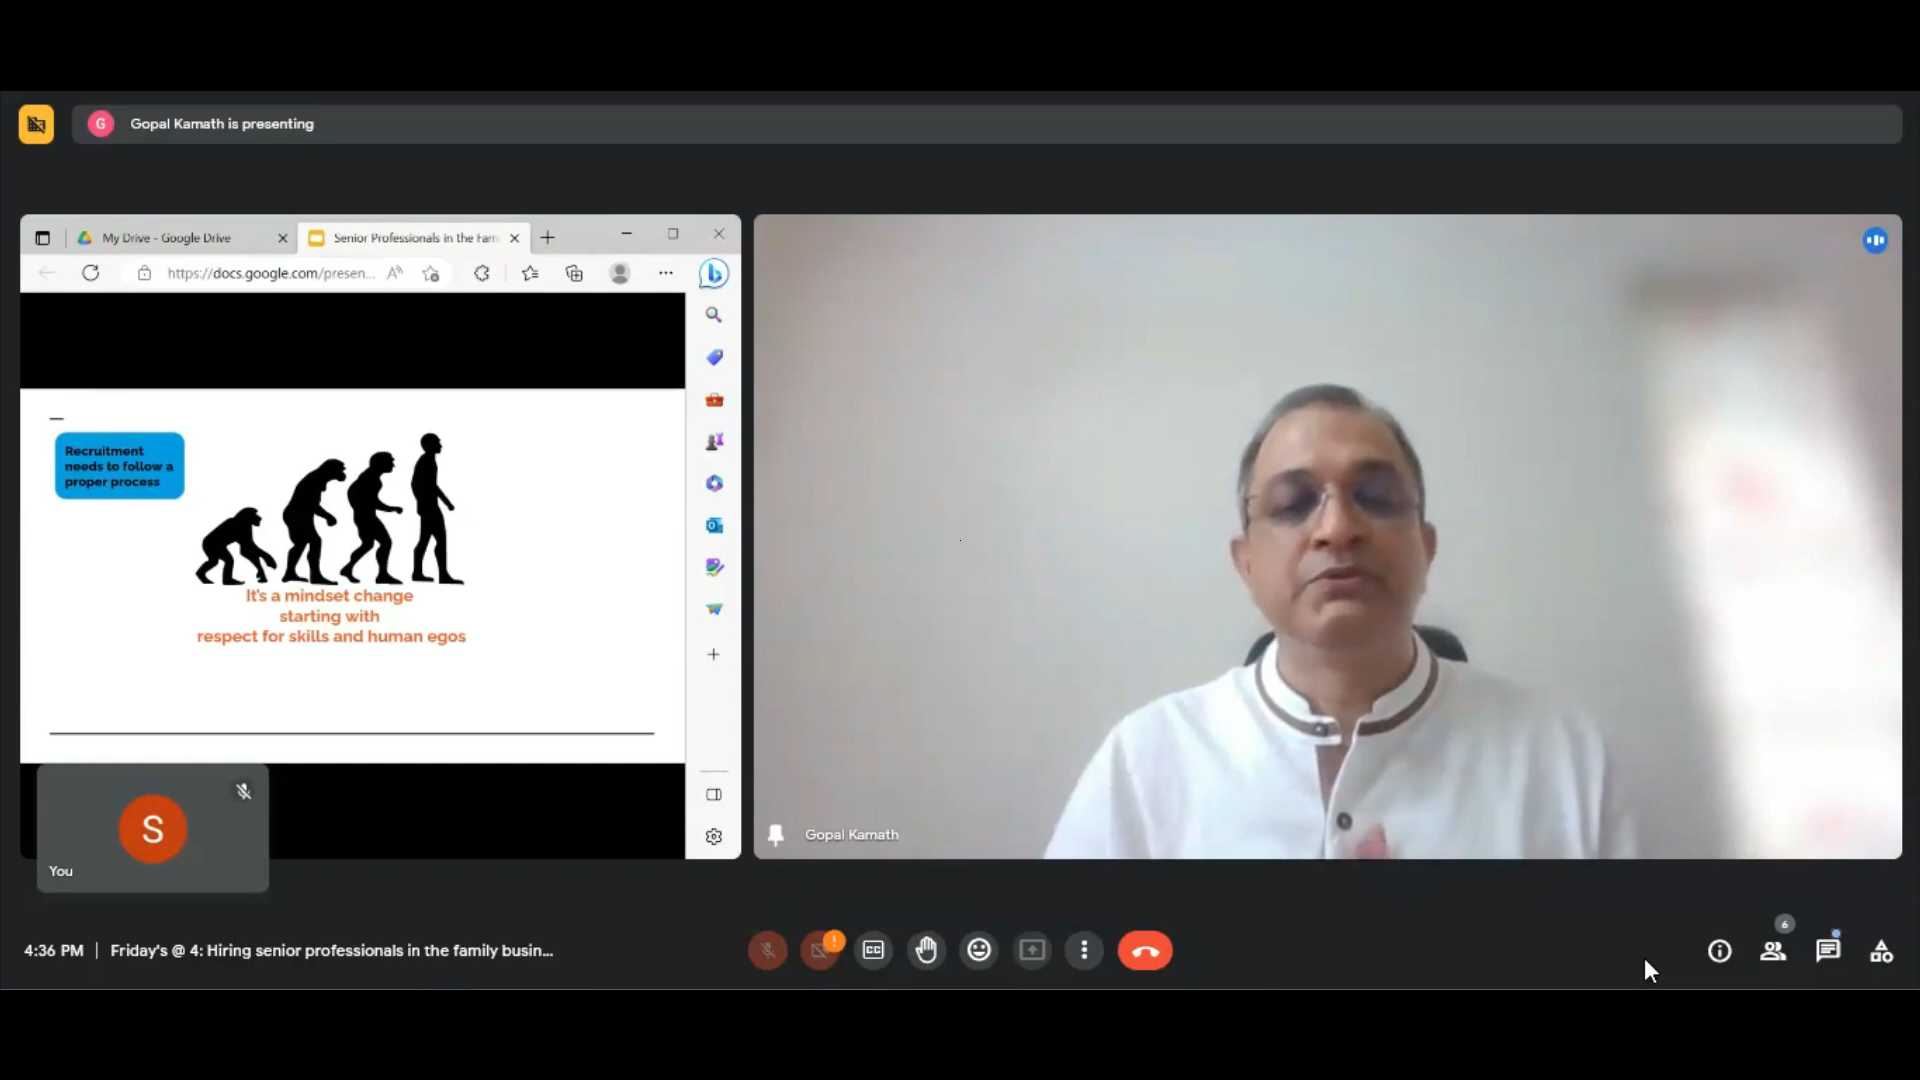 G
Gopal Kamath is presenting
My Drive - Google Drive
Senior Professionals in the Fam
https://docs.google.com/presen...
Recruitment
needs to follow a
proper process
It's a mindset change
starting with
respect for skills and human egos
S
You
Gopal Kamath
4:36 PM | Friday's @ 4: Hiring senior professionals in the family busin...
CC
6